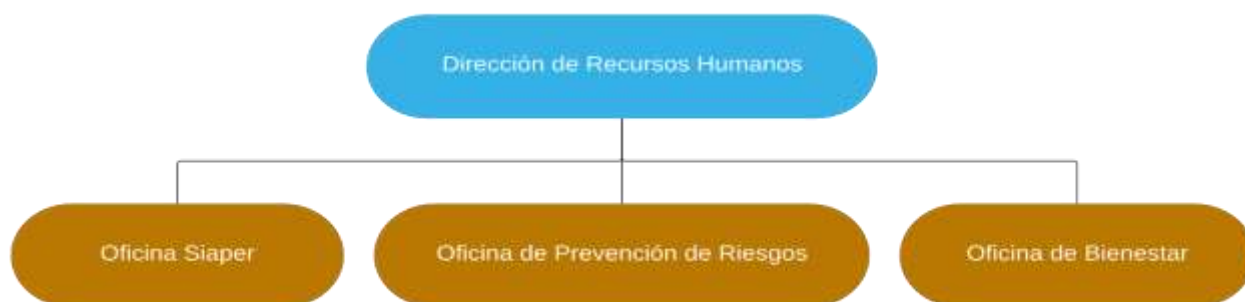 Dirección de Recursos Humanos
Oficina Siaper
Oficina de Prevención de Riesgos
Oficina de Bienestar